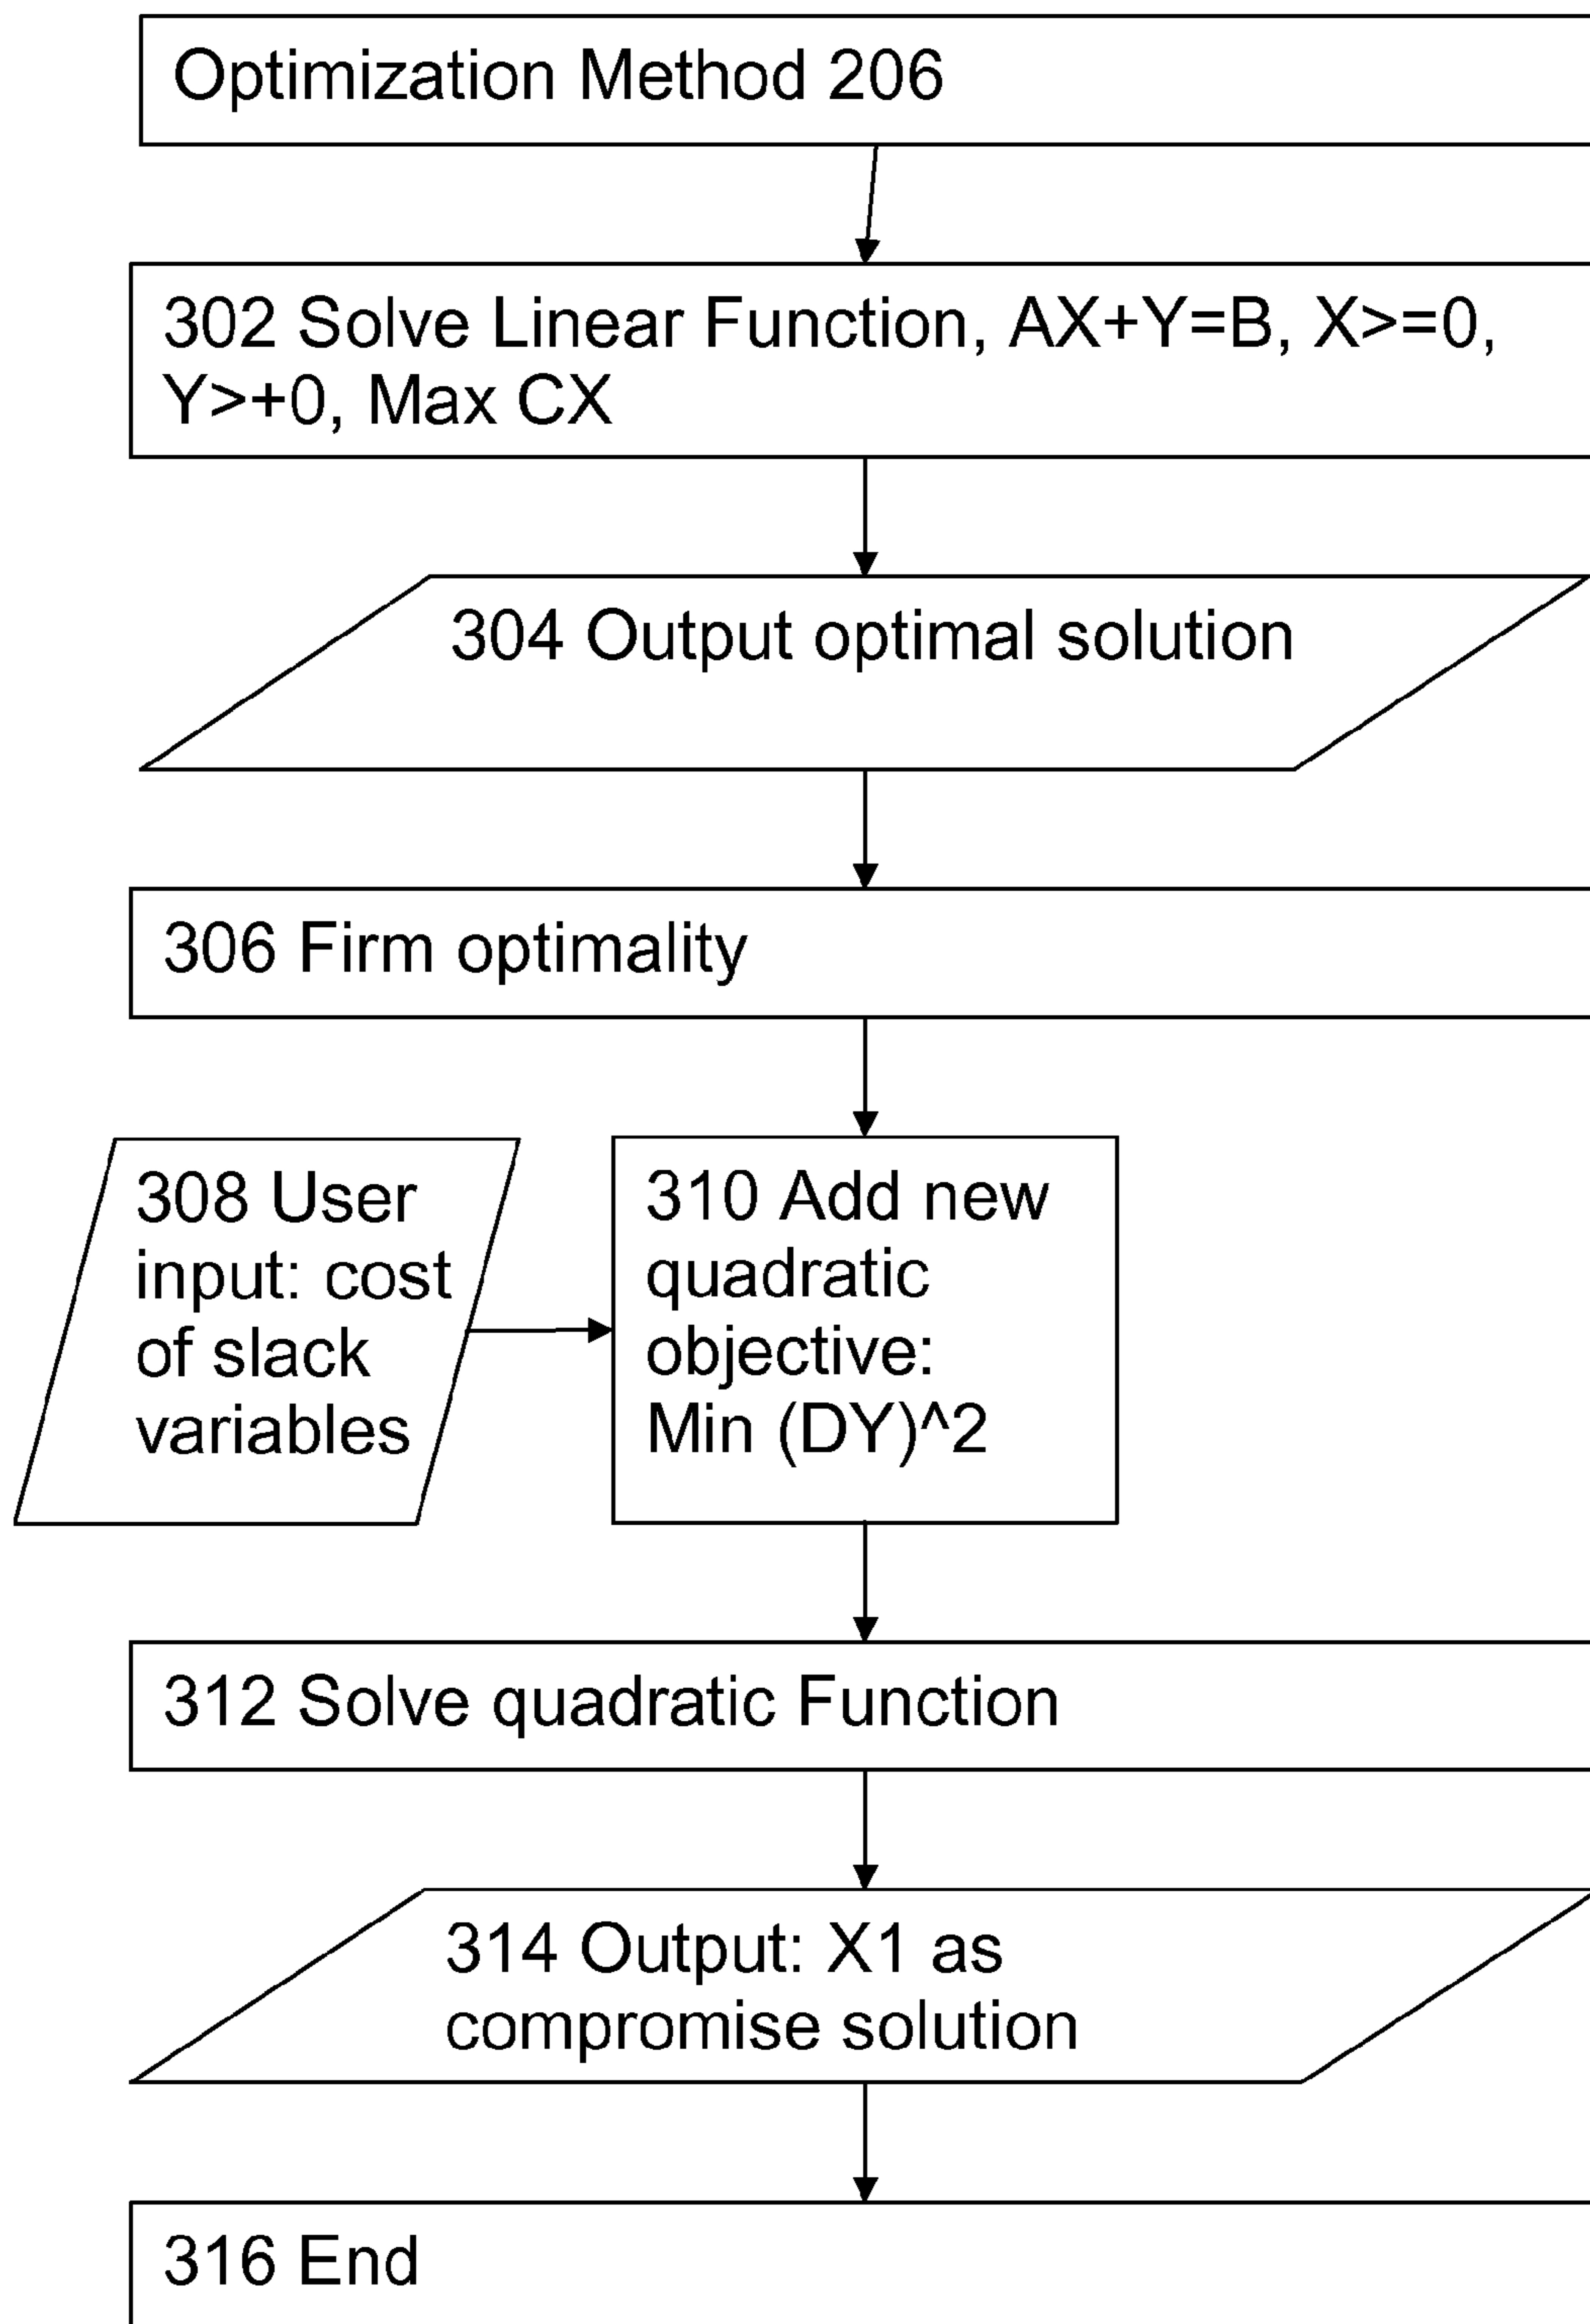 Optimization Method 206
302 Solve Linear Function, AX+Y=B, X>=0,
Y>+0, Max CX
304 Output optimal solution
306 Firm optimality
308 User
input: cost
of slack
variables
310 Add new
quadratic
objective:
Min (DY)^2
312 Solve quadratic Function
314 Output: X1 as
compromise solution
316 End